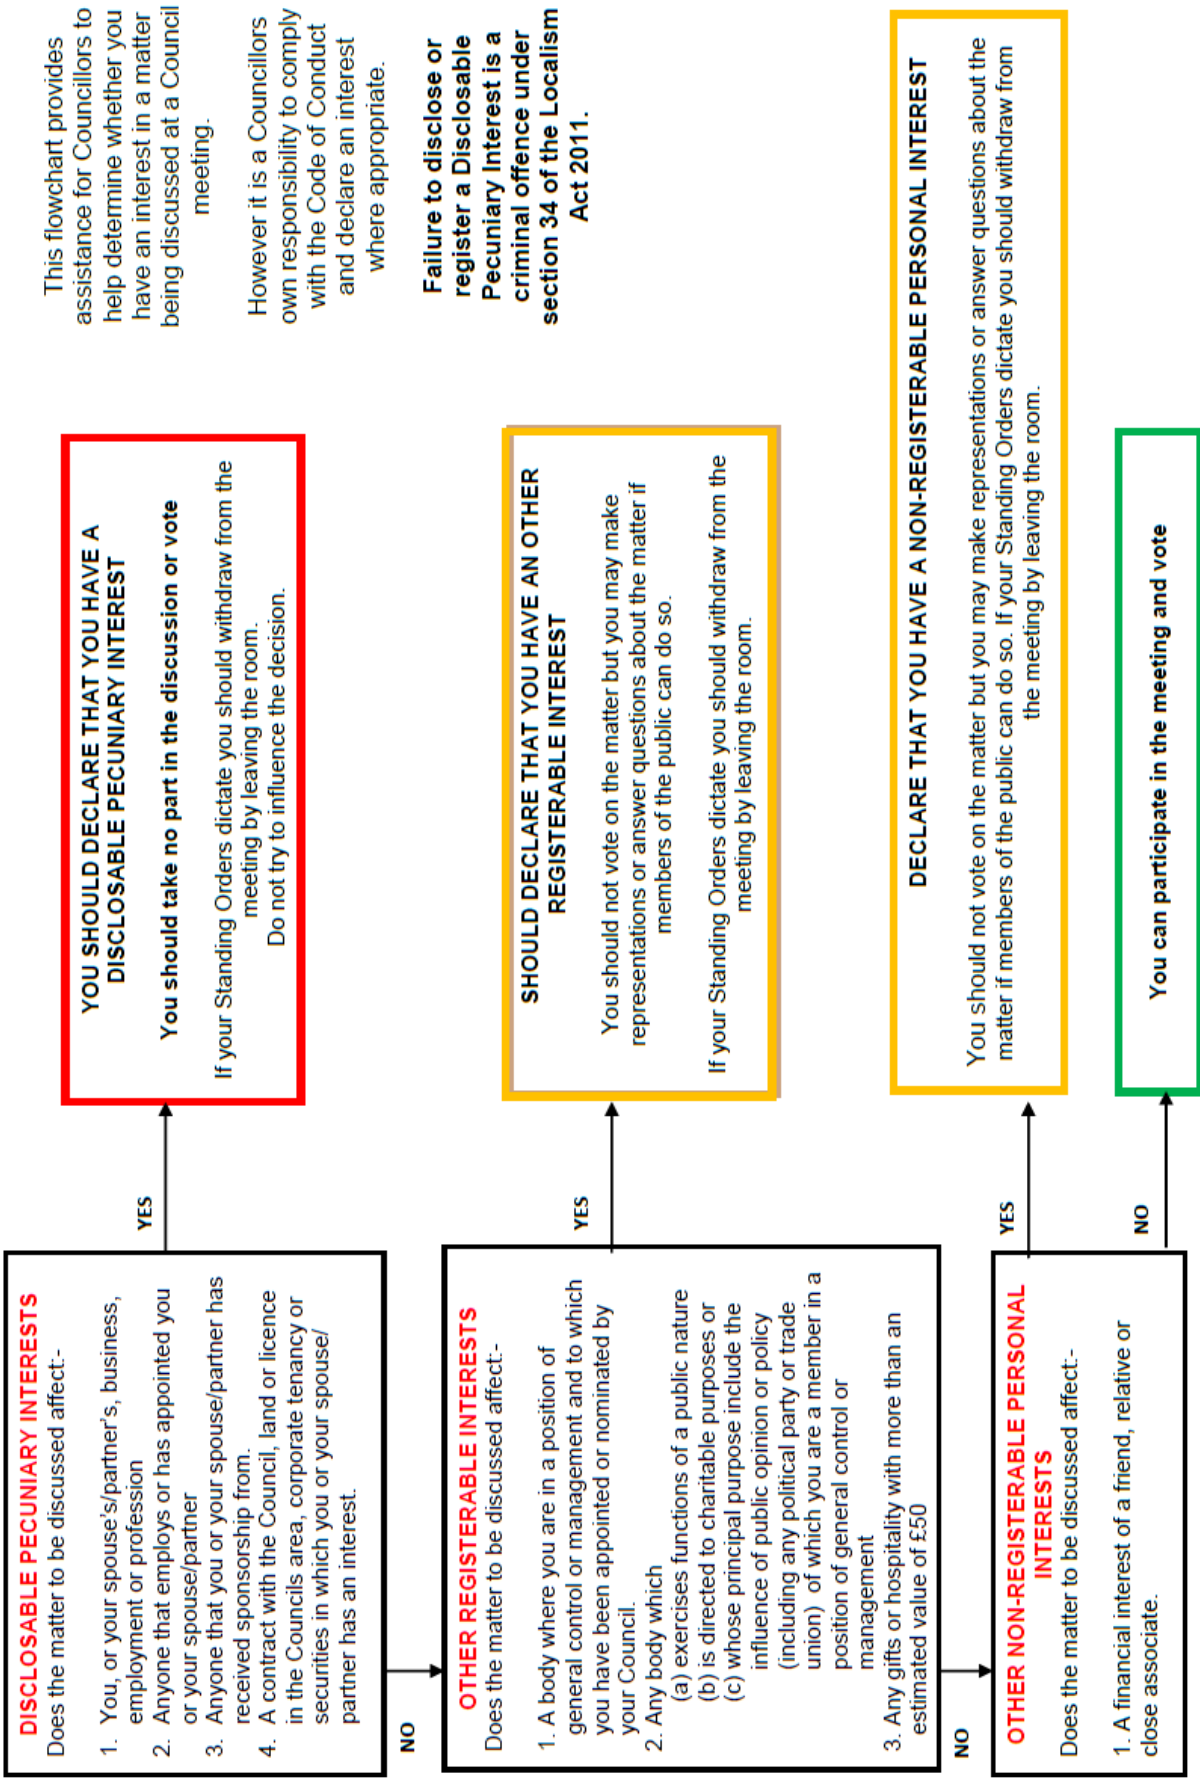 DISCLOSABLE PECUNIARY INTERESTS
Does the matter to be discussed affect:-
1. You, or your spouse's/partner's, business,
employment or profession
2. Anyone that employs or has appointed you
or your spouse/partner
3. Anyone that you or your spouse/partner has
received sponsorship from.
4. A contract with the Council, land or licence
in the Councils area, corporate tenancy or
securities in which you or your spouse/
partner has an interest.
YES
YOU SHOULD DECLARE THAT YOU HAVE A
DISCLOSABLE PECUNIARY INTEREST
You should take no part in the discussion or vote
If your Standing Orders dictate you should withdraw from the
meeting by leaving the room.
Do not try to influence the decision.
This flowchart provides
assistance for Councillors to
help determine whether you
have an interest in a matter
being discussed at a Council
meeting.
However it is a Councillors
own responsibility to comply
with the Code of Conduct
and declare an interest
where appropriate.
Failure to disclose or
register a Disclosable
Pecuniary Interest is a
criminal offence under
section 34 of the Localism
Act 2011.
NO
OTHER REGISTERABLE INTERESTS
Does the matter to be discussed affect:-
1. A body where you are in a position of
general control or management and to which
you have been appointed or nominated by
your Council.
2. Any body which
(a) exercises functions of a public nature
(b) is directed to charitable purposes or
(c) whose principal purpose include the
influence of public opinion or policy
(including any political party or trade
union) of which you are a member in a
position of general control or
management
3. Any gifts or hospitality with more than an
estimated value of £50
YES
SHOULD DECLARE THAT YOU HAVE AN OTHER
REGISTERABLE INTEREST
You should not vote on the matter but you may make
representations or answer questions about the matter if
members of the public can do so.
If your Standing Orders dictate you should withdraw from the
meeting by leaving the room.
NO
OTHER NON-REGISTERABLE PERSONAL
INTERESTS
Does the matter to be discussed affect:-
1. A financial interest of a friend, relative or
close associate.
YES
DECLARE THAT YOU HAVE A NON-REGISTERABLE PERSONAL INTEREST
You should not vote on the matter but you may make representations or answer questions about the
matter if members of the public can do so. If your Standing Orders dictate you should withdraw from
the meeting by leaving the room.
NO
You can participate in the meeting and vote